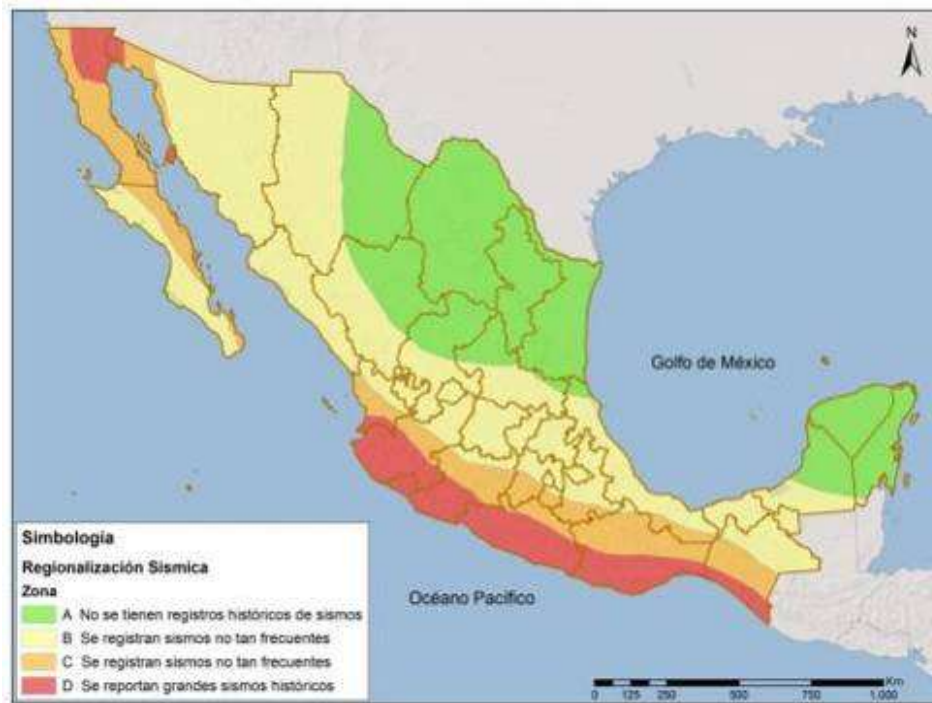 N
Golfo de México
Océano Pacífico
Simbología
Regionalización Sísmica
Zona
A No se tienen registros históricos de sismos
B Se registran sismos no tan frecuentes
C Se registran sismos no tan frecuentes
D Se reportan grandes sismos históricos
Km
0 125 250 500 750 1,000